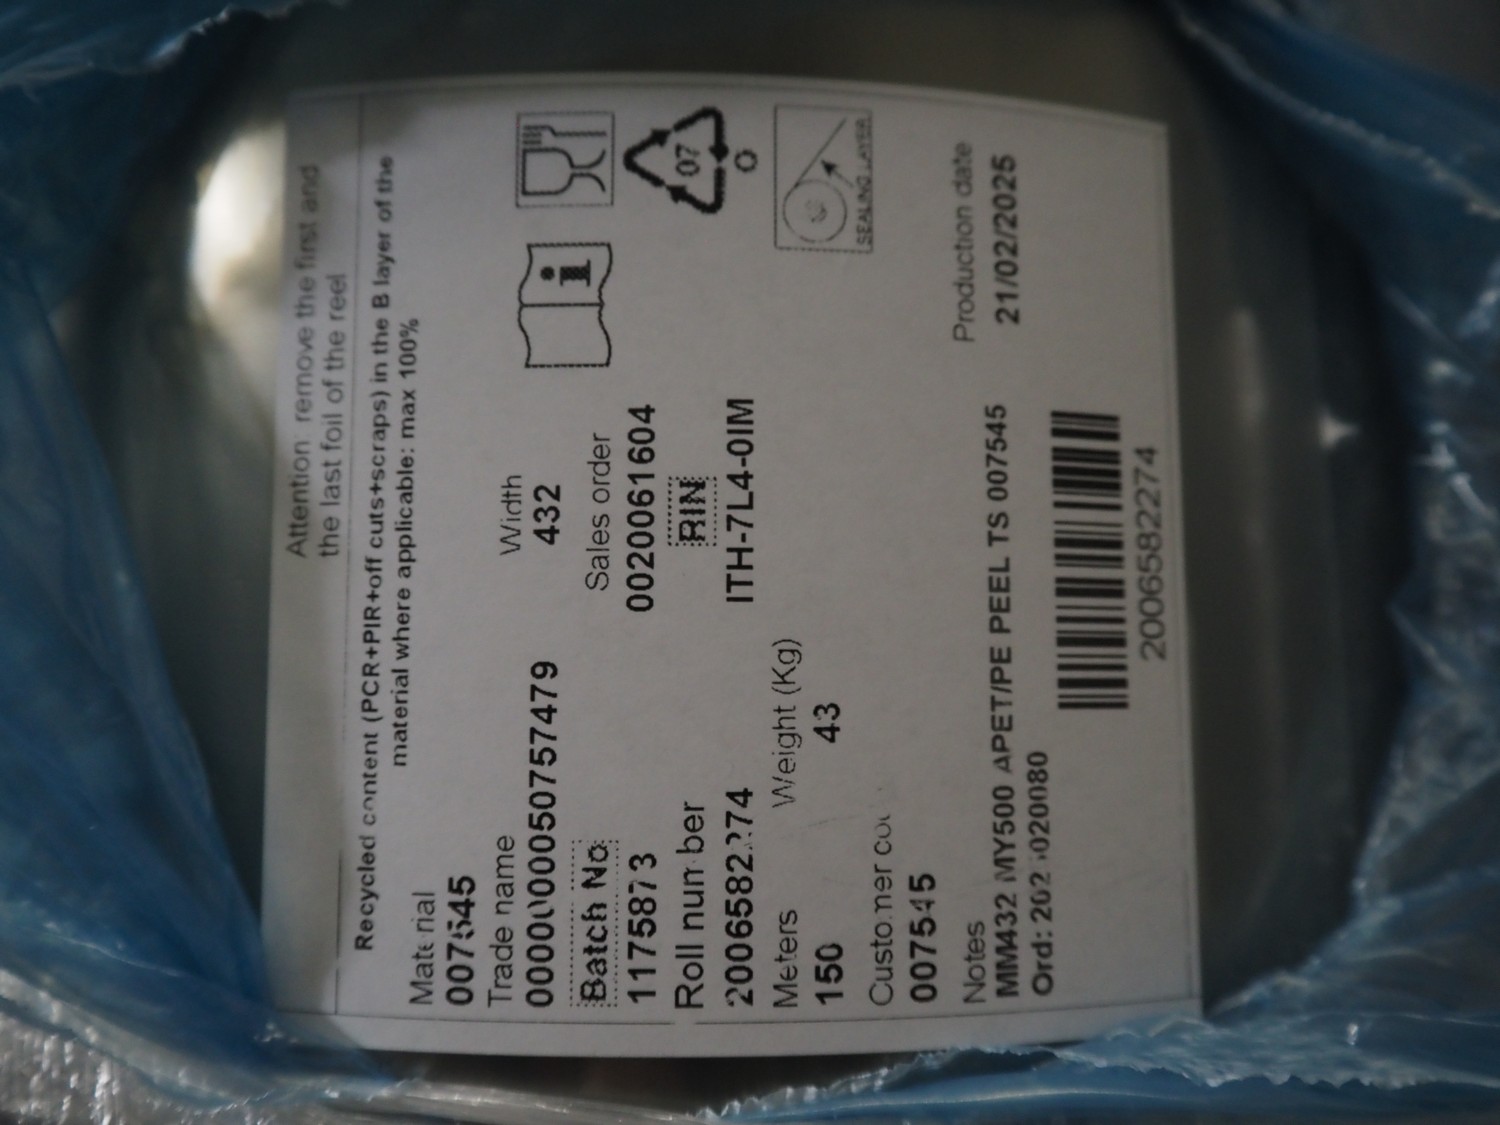 Attention: remove the first and
the last foil of the reel
Recycled content (PCR+PIR+off cuts+scraps) in the B layer of the
material where applicable: max 100%
Material
007545
Trade name
Width
432
Batch No.
1175873
Sales order
0020061604
Roll number
2006582274
RIN
ITH-7L4-0IM
07
O
Meters
150
Weight (Kg)
43
SEALING LAYER
Customer
007545
Production date
21/02/2025
Notes
MM432 MY500 APET/PE PEEL TS 007545
Ord:
2006582274